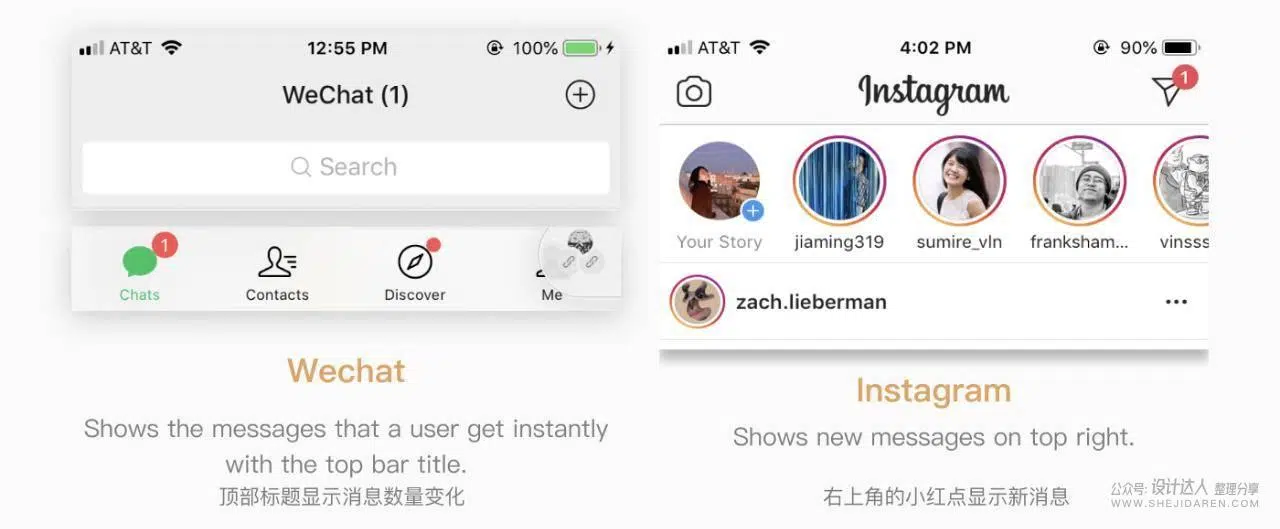 AT&T 12:55 PM 100%
WeChat (1)
Search
1
Chats Contacts Discover Me
Wechat
Shows the messages that a user get instantly
with the top bar title.
顶部标题显示消息数量变化
AT&T 4:02 PM 90%
Instagram 1
Your Story jiaming319 sumire_vln franksham... vinsss
zach.lieberman
Instagram
Shows new messages on top right.
右上角的小红点显示新消息
公众号: 设计达人 整理分享
WWW.SHEJIDAREN.COM